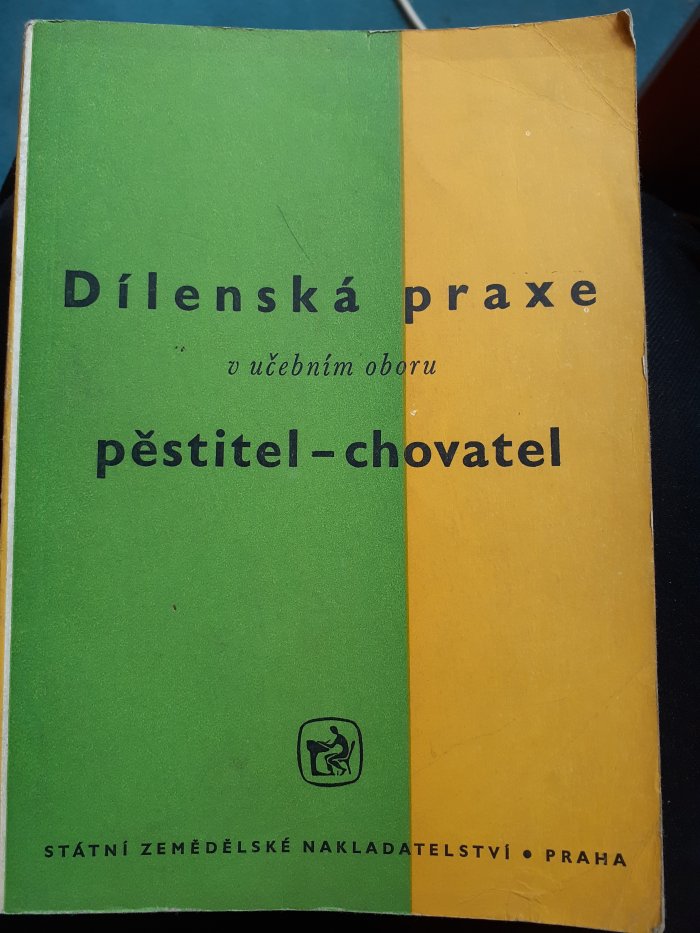 Dílenská praxe
v učebním oboru
pěstitel–chovatel
STÁTNÍ ZEMĚDĚLSKÉ NAKLADATELSTVÍ • PRAHA